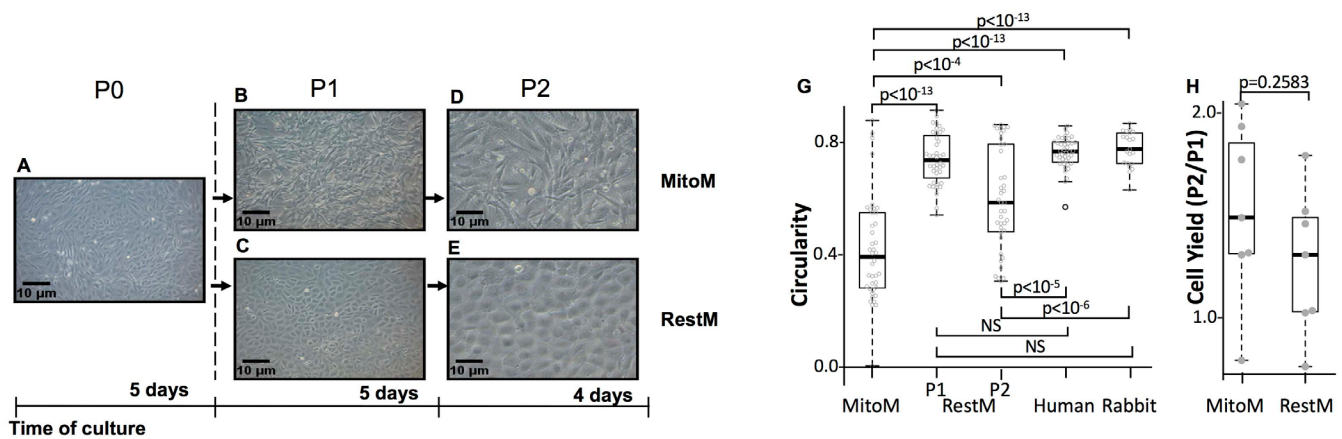 P0
P1
P2
A
B
D
MitoM
10 µm
10 µm
10 µm
C
E
RestM
10 µm
10 µm
5 days
5 days
4 days
Time of culture
G
p<10⁻¹³
p<10⁻¹³
p<10⁻⁴
p<10⁻¹³
Circularity
0.8
0.4
0.0
p<10⁻⁵
p<10⁻⁶
NS
NS
P1
P2
MitoM
RestM
Human
Rabbit
H
p=0.2583
2.0
1.0
Cell Yield (P2/P1)
MitoM
RestM